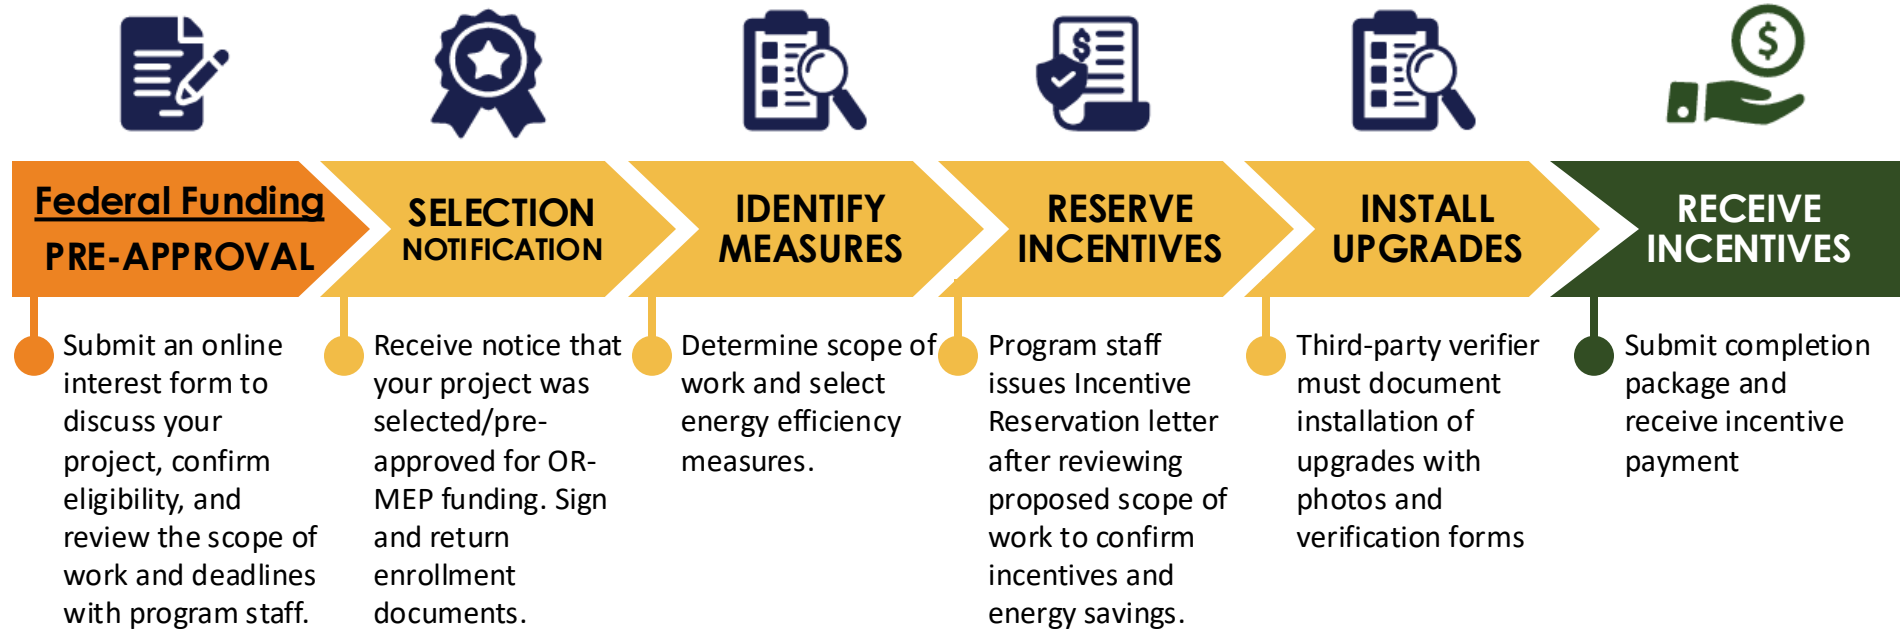 Federal Funding
PRE-APPROVAL
Submit an online
interest form to
discuss your
project, confirm
eligibility, and
review the scope of
work and deadlines
with program staff.
SELECTION
NOTIFICATION
Receive notice that
your project was
selected/pre-
approved for OR-
MEP funding. Sign
and return
enrollment
documents.
IDENTIFY
MEASURES
Determine scope of
work and select
energy efficiency
measures.
$
RESERVE
INCENTIVES
Program staff
issues Incentive
Reservation letter
after reviewing
proposed scope of
work to confirm
incentives and
energy savings.
INSTALL
UPGRADES
Third-party verifier
must document
installation of
upgrades with
photos and
verification forms
$
RECEIVE
INCENTIVES
Submit completion
package and
receive incentive
payment